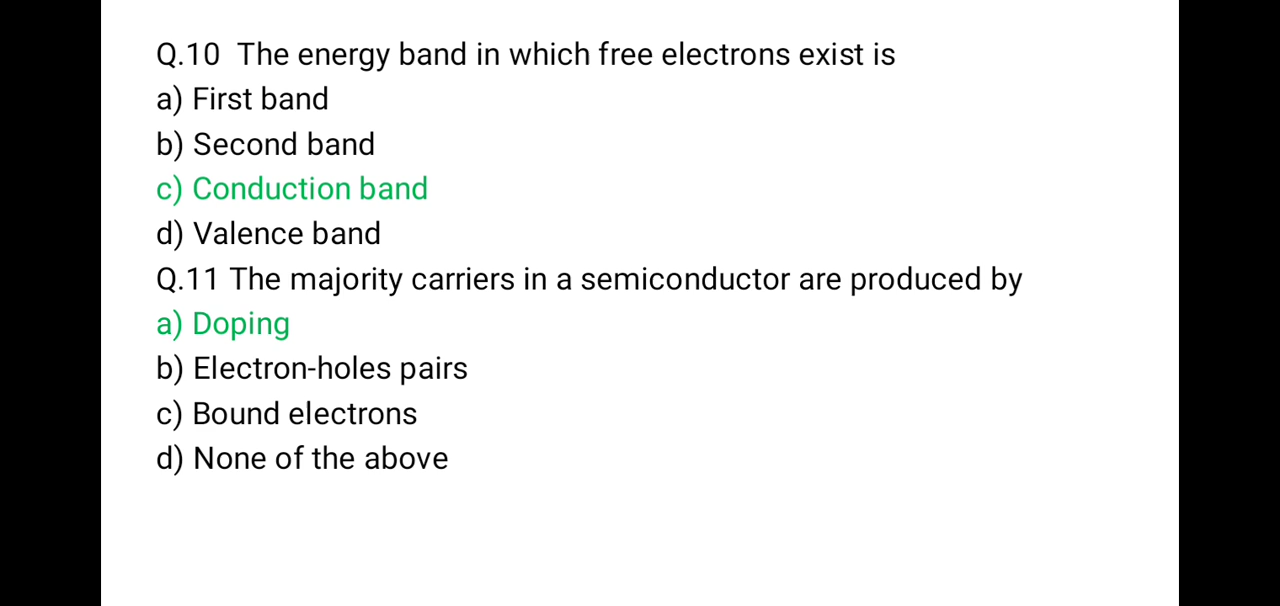 Q.10 The energy band in which free electrons exist is
a) First band
b) Second band
c) Conduction band
d) Valence band
Q.11 The majority carriers in a semiconductor are produced by
a) Doping
b) Electron-holes pairs
c) Bound electrons
d) None of the above